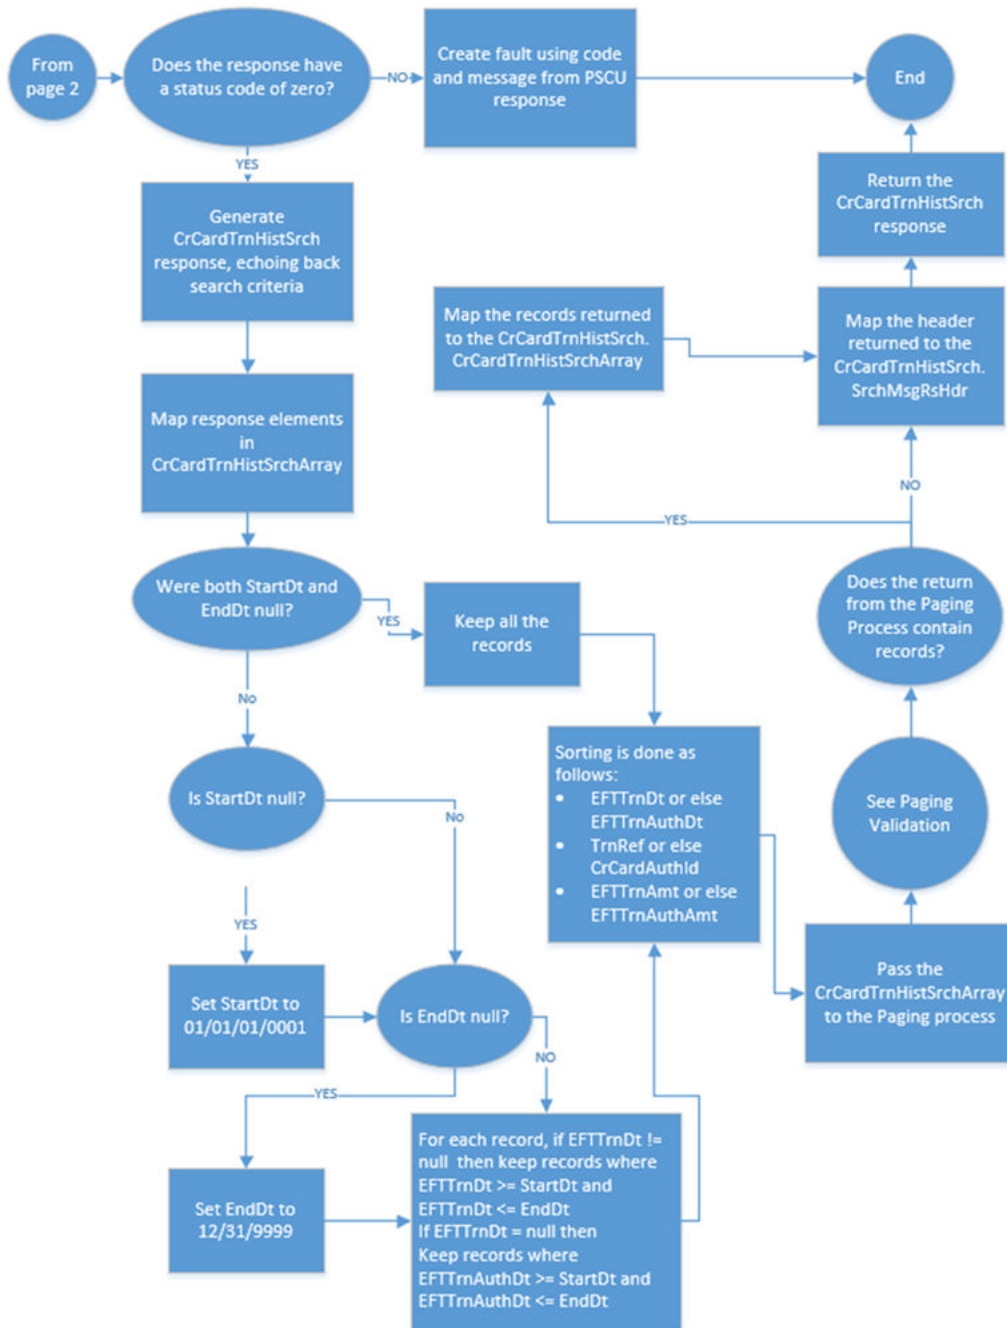 From
page 2
Does the response have
a status code of zero?
NO
Create fault using code
and message from PSCU
response
End
YES
Generate
CrCardTrnHistSrch
response, echoing back
search criteria
Return the
CrCardTrnHistSrch
response
Map the records returned
to the CrCardTrnHistSrch.
CrCardTrnHistSrchArray
Map the header
returned to the
CrCardTrnHistSrch.
SrchMsgRsHdr
Map response elements
in
CrCardTrnHistSrchArray
NO
YES
Were both StartDt and
EndDt null?
YES
Keep all the
records
Does the return
from the Paging
Process contain
records?
No
Is StartDt null?
No
Sorting is done as
follows:
• EFTTrnDt or else
EFTTrnAuthDt
• TrnRef or else
CrCardAuthId
• EFTTrnAmt or else
EFTTrnAuthAmt
See Paging
Validation
YES
Set StartDt to
01/01/01/0001
Is EndDt null?
Pass the
CrCardTrnHistSrchArray
to the Paging process
NO
YES
Set EndDt to
12/31/9999
For each record, if EFTTrnDt !=
null then keep records where
EFTTrnDt >= StartDt and
EFTTrnDt <= EndDt
If EFTTrnDt = null then
Keep records where
EFTTrnAuthDt >= StartDt and
EFTTrnAuthDt <= EndDt